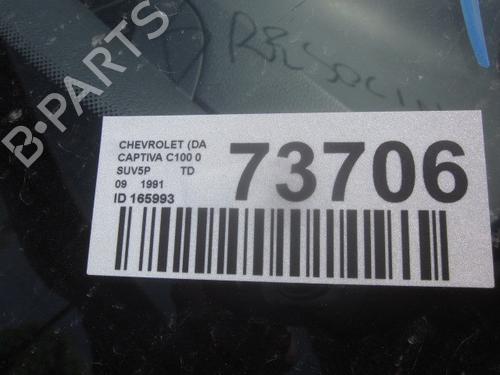 B-PARTS
CHEVROLET (DA
CAPTIVA C100 0
SUV5P TD
09 1991
ID 165993
73706